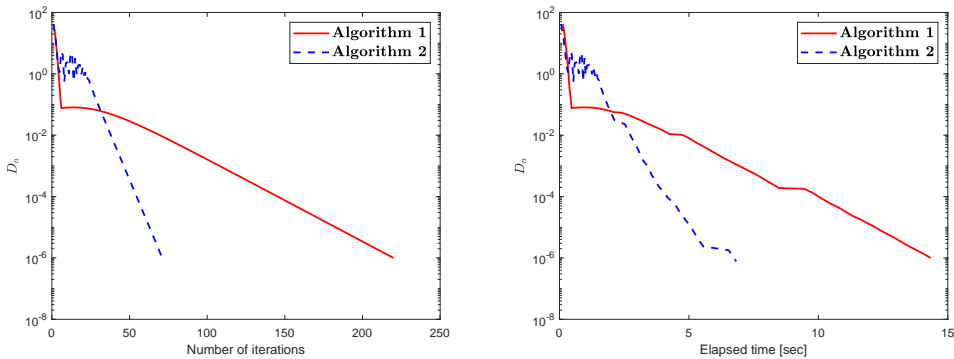 10^2
10^0
10^-2
10^-4
10^-6
10^-8
D_n
0 50 100 150 200 250
Number of iterations
Algorithm 1
Algorithm 2
10^2
10^0
10^-2
10^-4
10^-6
10^-8
D_n
0 5 10 15
Elapsed time [sec]
Algorithm 1
Algorithm 2